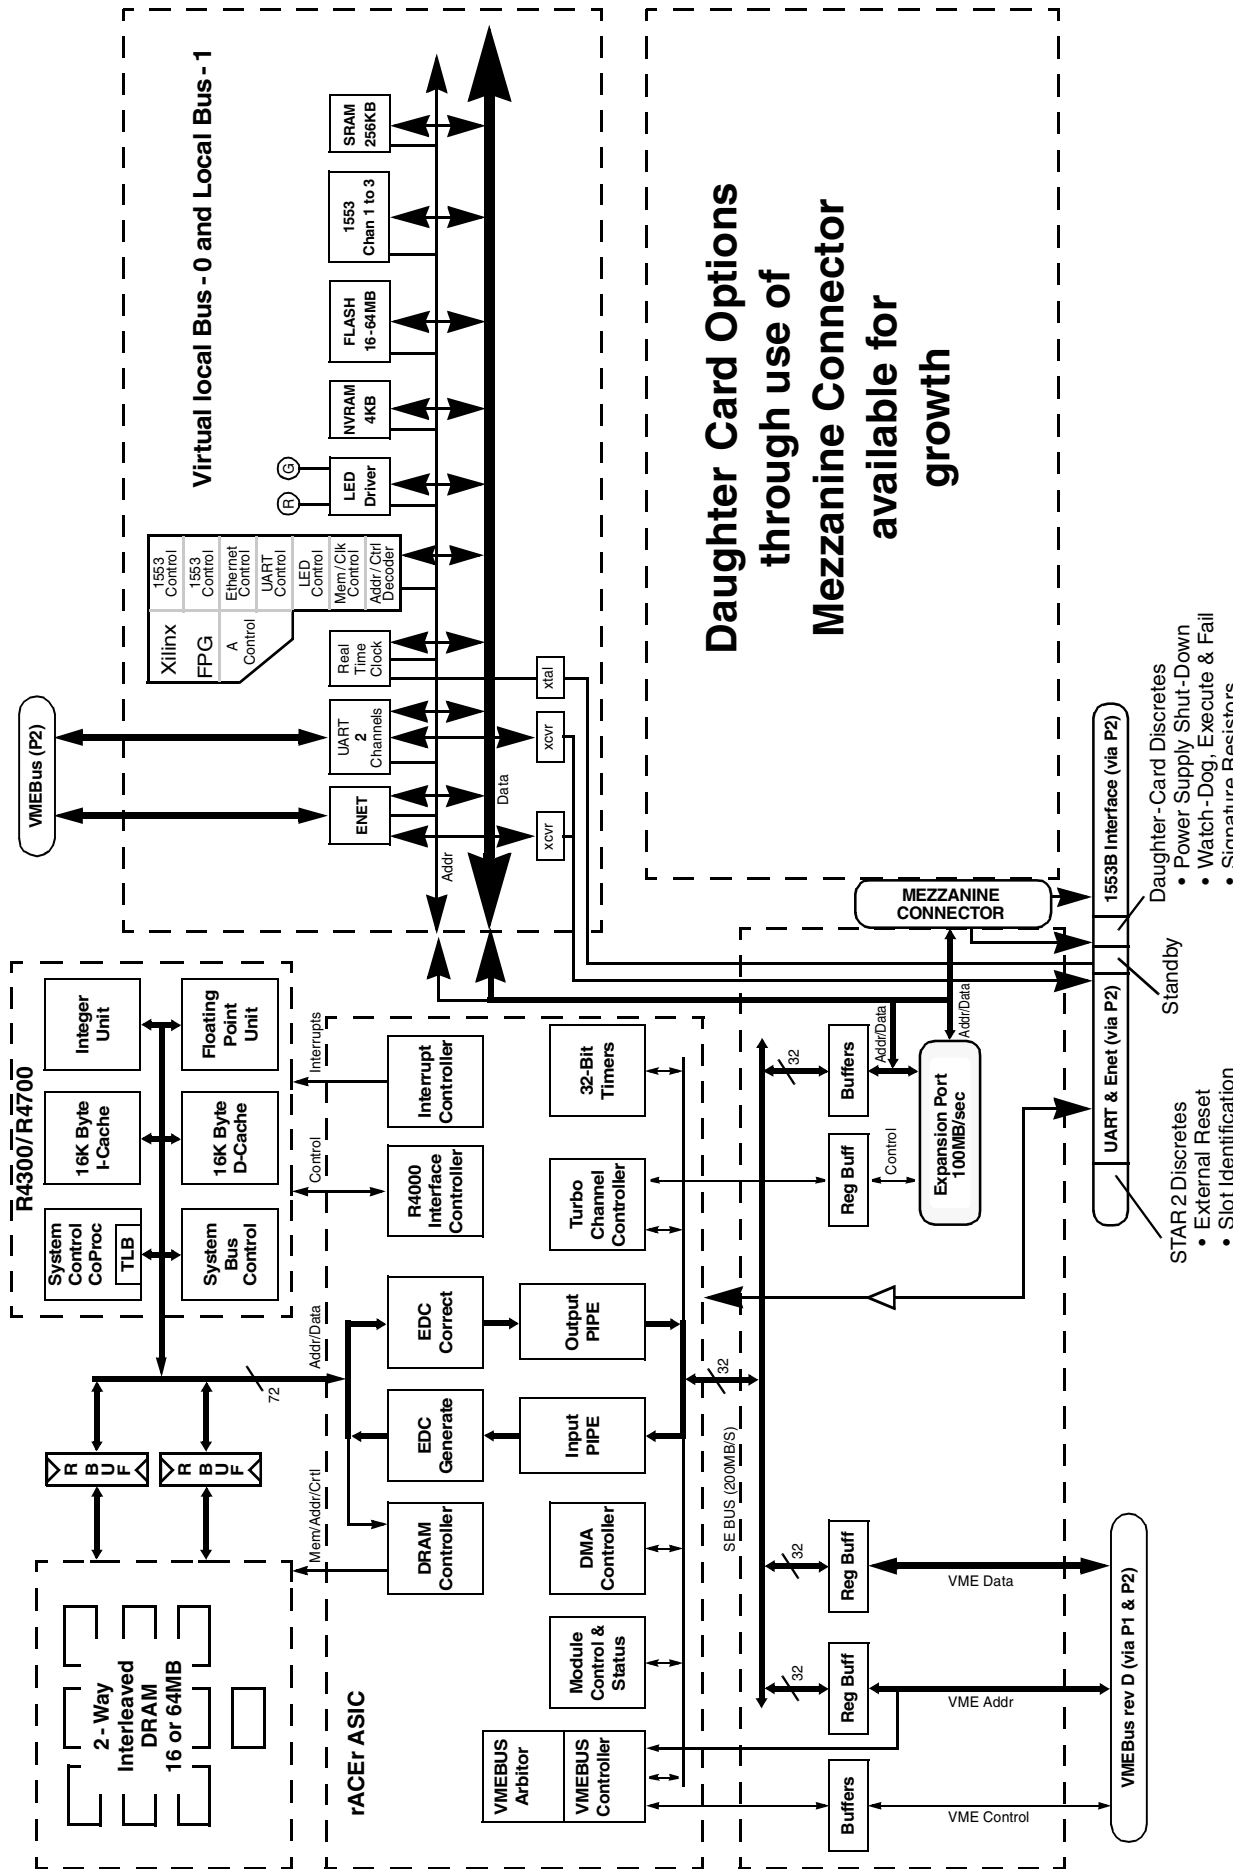 2 - Way
Interleaved
DRAM
16 or 64MB
R
B
U
F
R
B
U
F
72
R4300/R4700
System
Control
CoProc
TLB
16K Byte
I-Cache
Integer
Unit
System
Bus
Control
16K Byte
D-Cache
Floating
Point
Unit
Mem/Addr/Crtl
Addr/Data
Control
Interrupts
rACEr ASIC
DRAM
Controller
EDC
Generate
EDC
Correct
R4000
Interface
Controller
Interrupt
Controller
VMEBUS
Arbitor
VMEBUS
Controller
Module
Control &
Status
DMA
Controller
Input
PIPE
Output
PIPE
Turbo
Channel
Controller
32-Bit
Timers
32
SE BUS (200MB/S)
32
32
32
Buffers
Reg Buff
Reg Buff
Reg Buff
Buffers
VME Control
VME Addr
VME Data
Control
Addr/Data
Addr/Data
Expansion Port
100MB/sec
MEZZANINE
CONNECTOR
VMEBus rev D (via P1 & P2)
UART & Enet (via P2)
1553B Interface (via P2)
STAR 2 Discretes
• External Reset
• Slot Identification
Standby
Daughter-Card Discretes
• Power Supply Shut-Down
• Watch-Dog, Execute & Fail
• Signature Resistors
VMEBus (P2)
Virtual local Bus - 0 and Local Bus - 1
Xilinx
FPG
A
Control
1553
Control
1553
Control
Ethernet
Control
UART
Control
LED
Control
Mem/Clk
Control
Addr/Ctrl
Decoder
R
G
ENET
UART
2
Channels
Real
Time
Clock
LED
Driver
NVRAM
4KB
FLASH
16-64MB
1553
Chan 1 to 3
SRAM
256KB
Addr
Data
xcvr
xcvr
xtal
Daughter Card Options
through use of
Mezzanine Connector
available for
growth